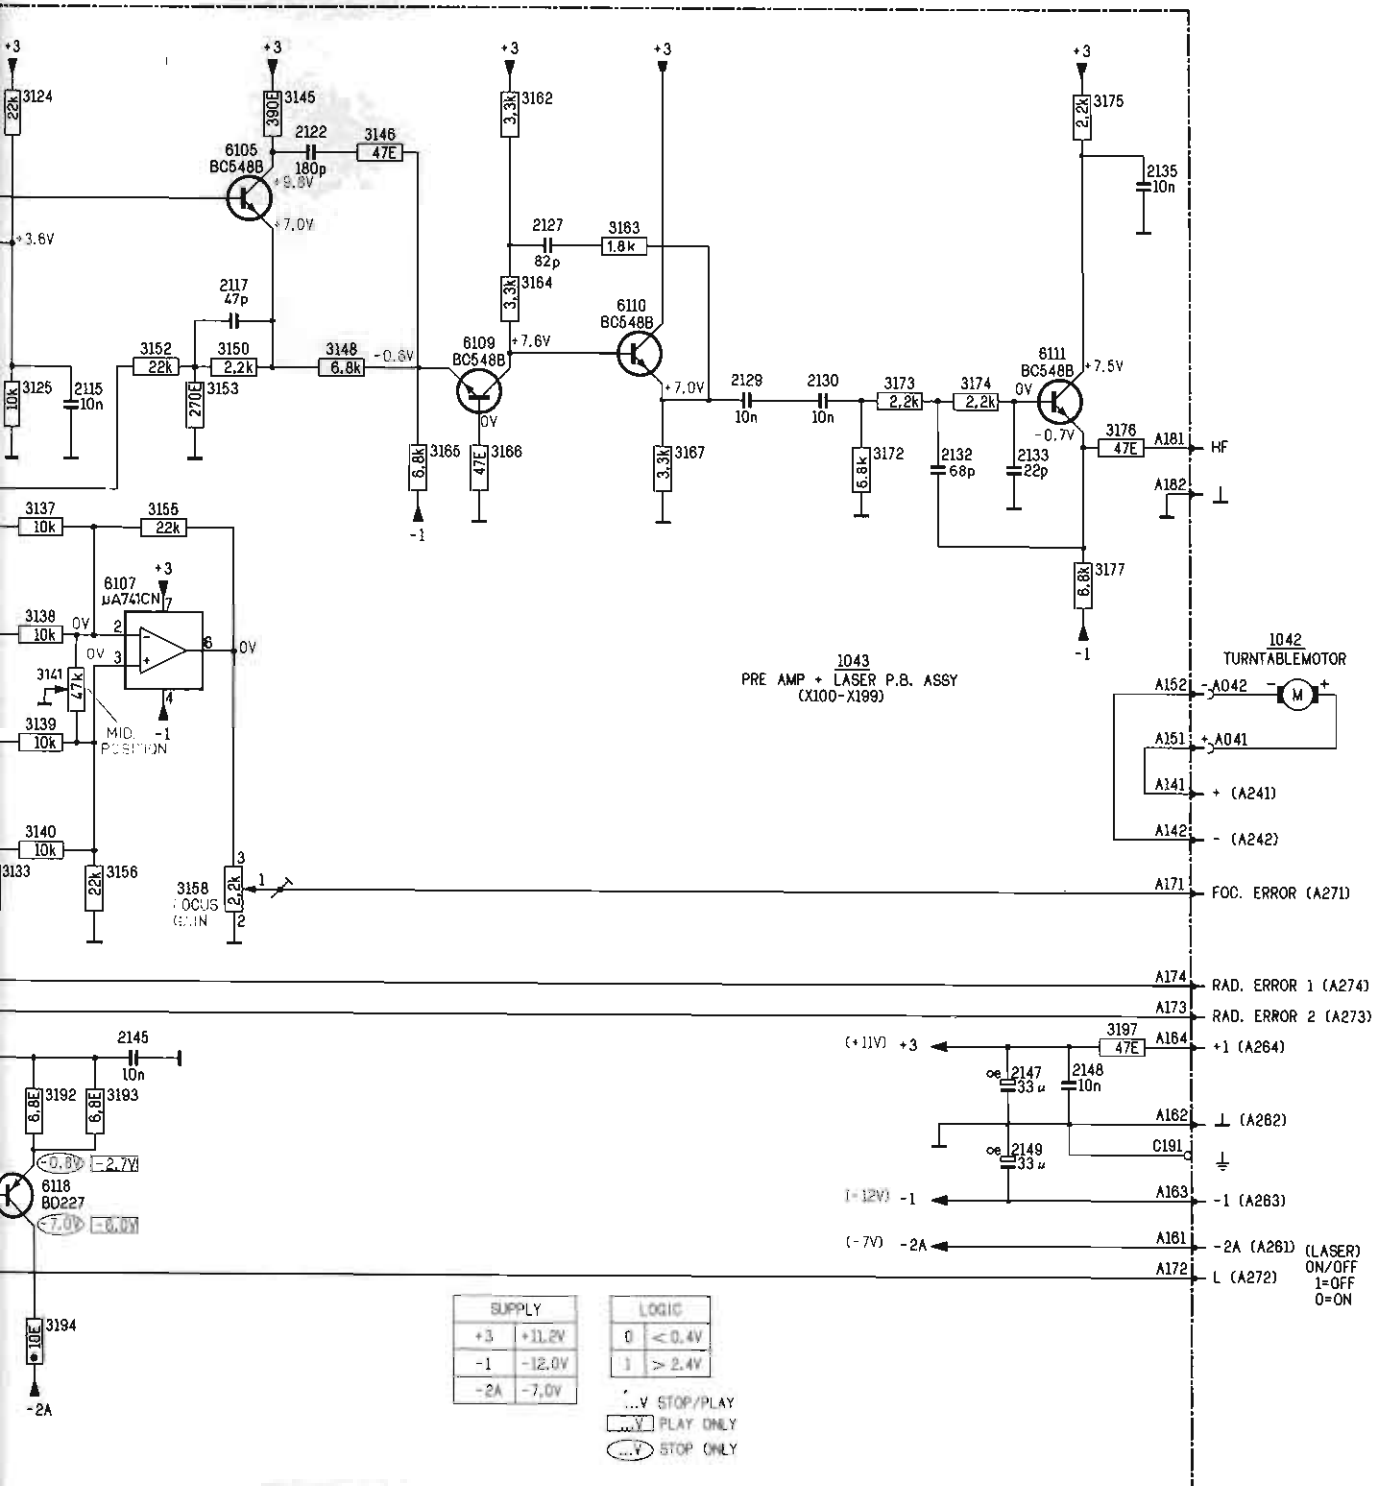 +3
+3
+3
+3
+3
3124
22k
3145
390E
2122
180p
3146
47E
6105
BC548B
+9.8V
+7.0V
+3.6V
3162
3,3k
3175
2,2k
2135
10n
2127
82p
3163
1.8k
2117
47p
3164
3,3k
6110
BC548B
3152
22k
3150
2,2k
3148
6.8k
-0.6V
6109
BC548B
+7.6V
3153
270E
3125
10k
2115
10n
0V
+7.0V
2129
10n
2130
10n
3173
2,2k
3174
2,2k
0V
6111
BC548B
+7.5V
-0.7V
3165
6.8k
3166
47E
3167
3,3k
3172
6.8k
2132
68p
2133
22p
3176
47E
A181
HF
A182
⊥
3137
10k
3155
22k
-1
6107
µA741CN
+3
7
3138
10k
0V
2
-
0V
3
+
6
0V
4
-1
3141
47k
MID.
POSITION
3139
10k
3177
6.8k
-1
1043
PRE AMP + LASER P.B. ASSY
(X100-X199)
1042
TURNTABLEMOTOR
A152
- A042
-
M
+
A151
+ A041
A141
+ (A241)
A142
- (A242)
3140
10k
3133
3156
22k
3
3158
2,2k
1
FOCUS
GAIN
2
A171
FOC. ERROR (A271)
A174
RAD. ERROR 1 (A274)
A173
RAD. ERROR 2 (A273)
2145
10n
(+11V) +3
3197
47E
A164
+1 (A264)
3192
6,8E
3193
6,8E
oe 2147
33 µ
2148
10n
A162
⊥ (A262)
C191
oe 2149
33 µ
-0.8V
-2.7V
6118
BD227
-7.0V
-6.0V
(-12V) -1
A163
-1 (A263)
(-7V) -2A
A161
-2A (A261)
(LASER)
ON/OFF
1=OFF
0=ON
A172
L (A272)
3194
10E
-2A
SUPPLY
+3 +11.2V
-1 -12.0V
-2A -7.0V
LOGIC
0 <0.4V
1 >2.4V
...V STOP/PLAY
...V PLAY ONLY
...V STOP ONLY